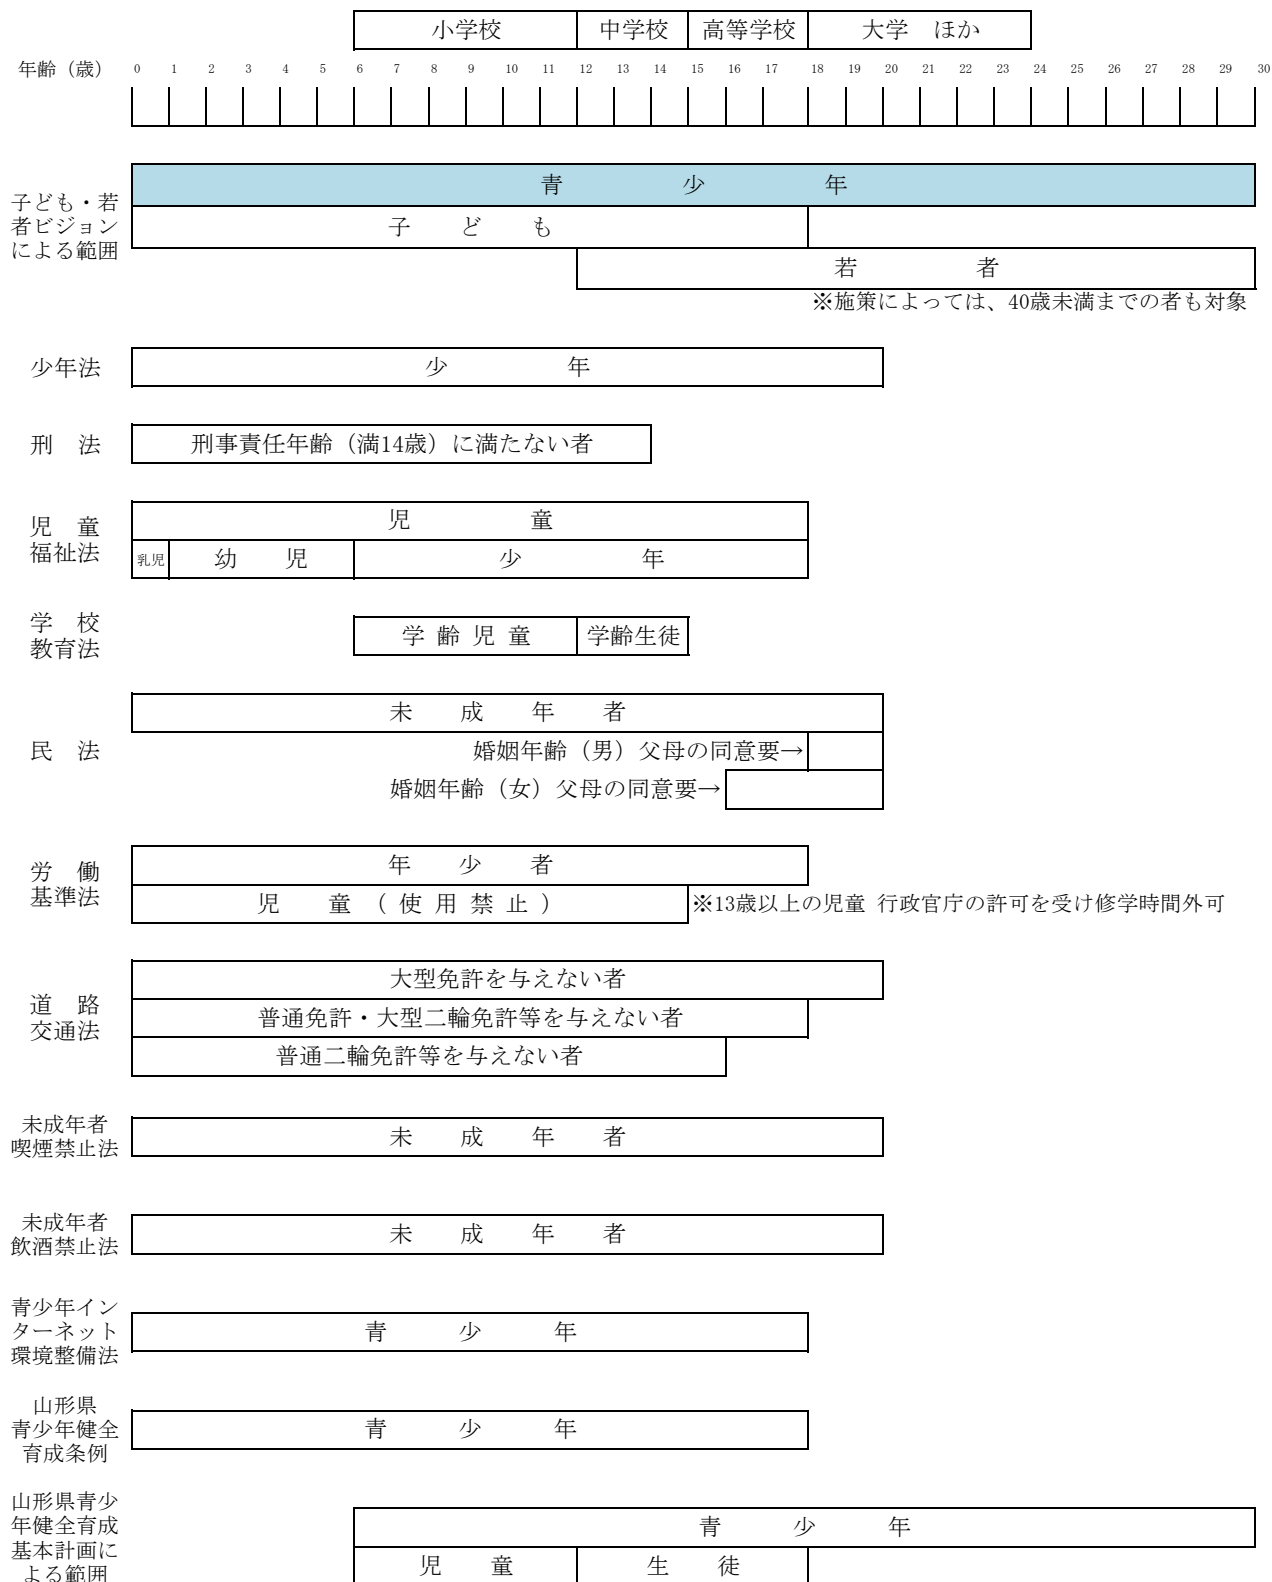 小学校 中学校 高等学校 大学 ほか
年齢（歳） 0 1 2 3 4 5 6 7 8 9 10 11 12 13 14 15 16 17 18 19 20 21 22 23 24 25 26 27 28 29 30
子ども・若
者ビジョン
による範囲
青少年
子ども
若者
※施策によっては、40歳未満までの者も対象
少年法
少年
刑法
刑事責任年齢（満14歳）に満たない者
児童
福祉法
児童
乳児 幼児 少年
学校
教育法
学齢児童 学齢生徒
民法
未成年者
婚姻年齢（男）父母の同意要→
婚姻年齢（女）父母の同意要→
労働
基準法
年少者
児童（使用禁止） ※13歳以上の児童 行政官庁の許可を受け修学時間外可
道路
交通法
大型免許を与えない者
普通免許・大型二輪免許等を与えない者
普通二輪免許等を与えない者
未成年者
喫煙禁止法
未成年者
未成年者
飲酒禁止法
未成年者
青少年イン
ターネット
環境整備法
青少年
山形県
青少年健全
育成条例
青少年
山形県青少
年健全育成
基本計画に
よる範囲
青少年
児童 生徒